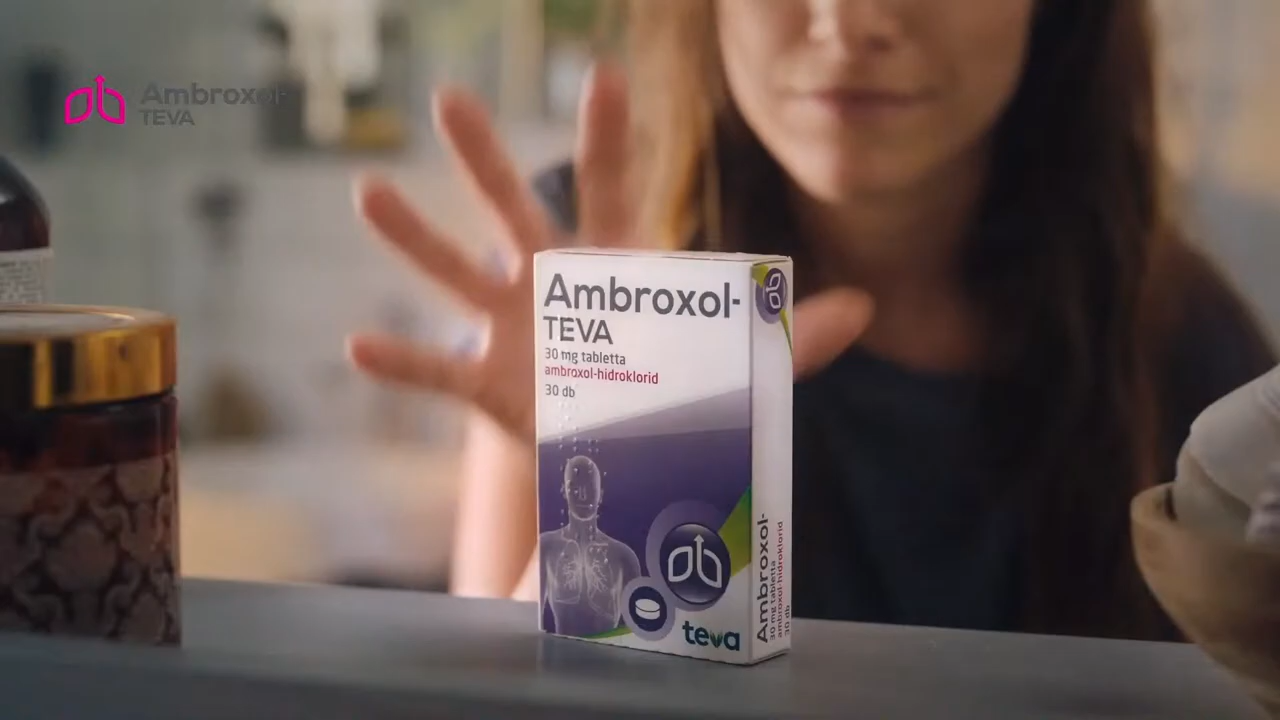 Ambroxol-
TEVA
Ambroxol-
TEVA
30 mg tabletta
ambroxol-hidroklorid
30 db
teva
Ambroxol-
30 mg tabletta
ambroxol-hidroklorid
30 db